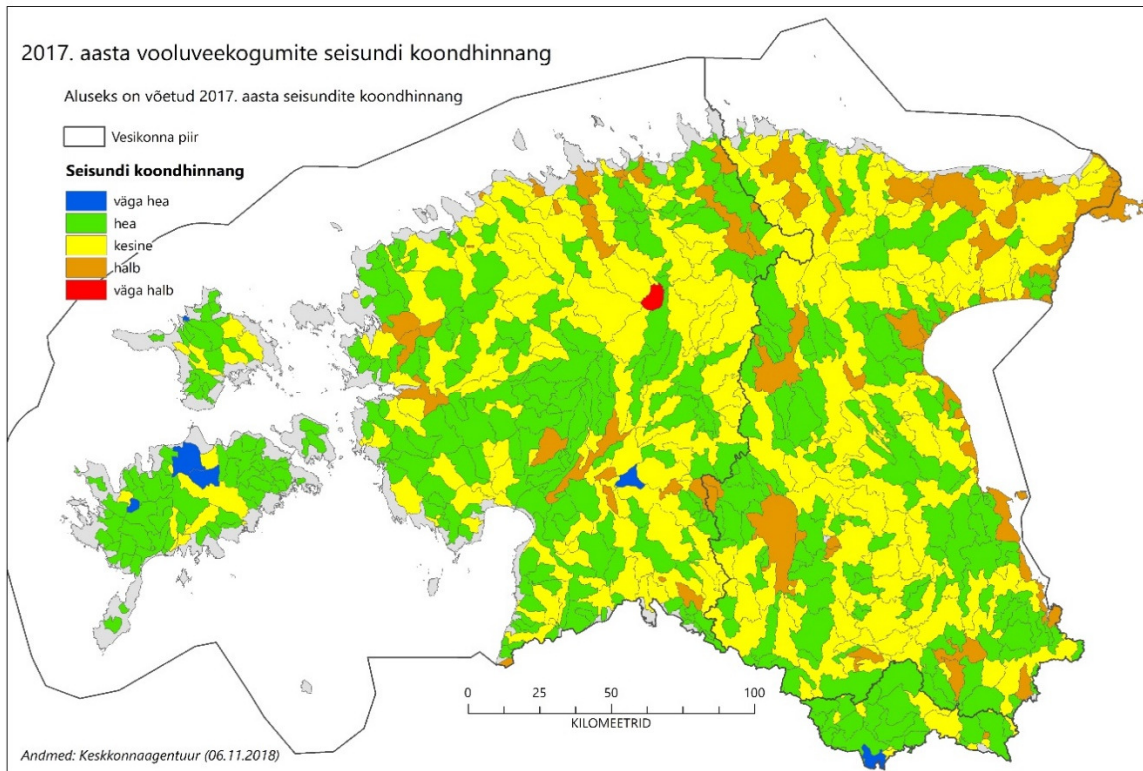 2017. aasta vooluveekogumite seisundi koondhinnang
Aluseks on võetud 2017. aasta seisundite koondhinnang
Vesikonna piir
Seisundi koondhinnang
väga hea
hea
kesine
halb
väga halb
0 25 50 100
KILOMEETRID
Andmed: Keskkonnaagentuur (06.11.2018)